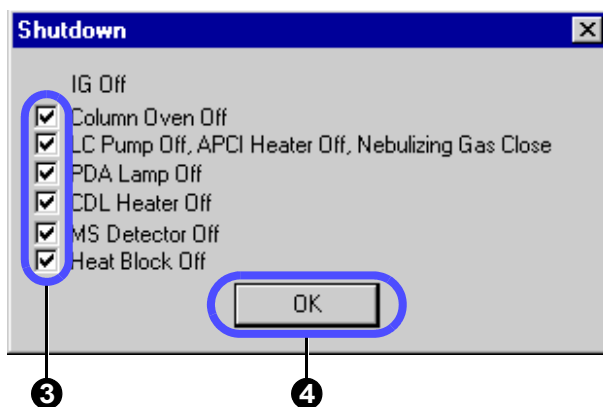 Shutdown
IG Off
Column Oven Off
LC Pump Off, APCI Heater Off, Nebulizing Gas Close
PDA Lamp Off
CDL Heater Off
MS Detector Off
Heat Block Off
OK
3 4